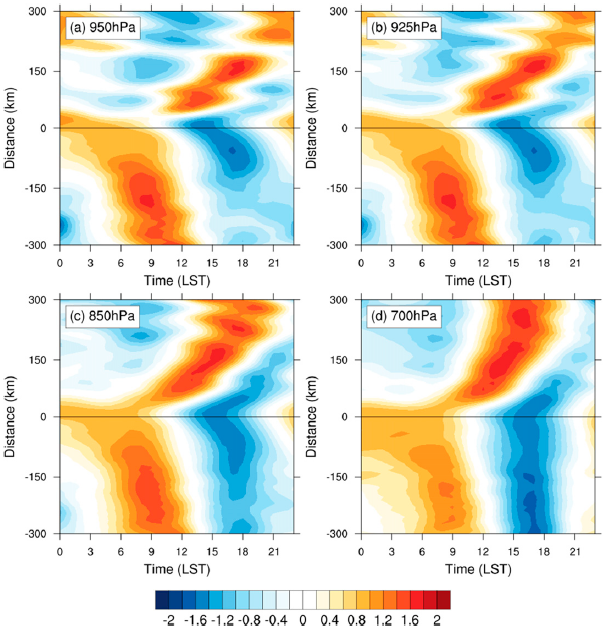 (a) 950hPa
(b) 925hPa
300
150
0
-150
-300
Distance (km)
0 3 6 9 12 15 18 21
Time (LST)
300
150
0
-150
-300
Distance (km)
0 3 6 9 12 15 18 21
Time (LST)
(c) 850hPa
(d) 700hPa
300
150
0
-150
-300
Distance (km)
0 3 6 9 12 15 18 21
Time (LST)
300
150
0
-150
-300
Distance (km)
0 3 6 9 12 15 18 21
Time (LST)
-2 -1.6 -1.2 -0.8 -0.4 0 0.4 0.8 1.2 1.6 2